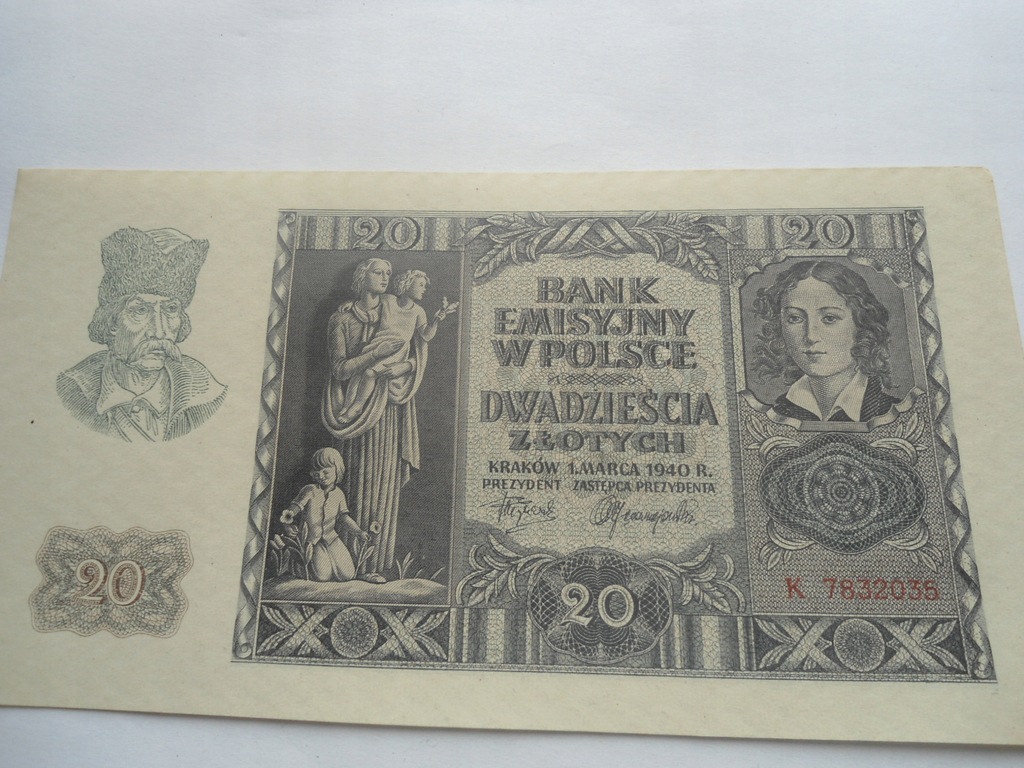 20 20
BANK
EMISYJNY
W POLSCE
DWADZIEŚCIA
ZŁOTYCH
KRAKÓW 1. MARCA 1940 R.
PREZYDENT ZASTĘPCA PREZYDENTA
20
20
K 7832035